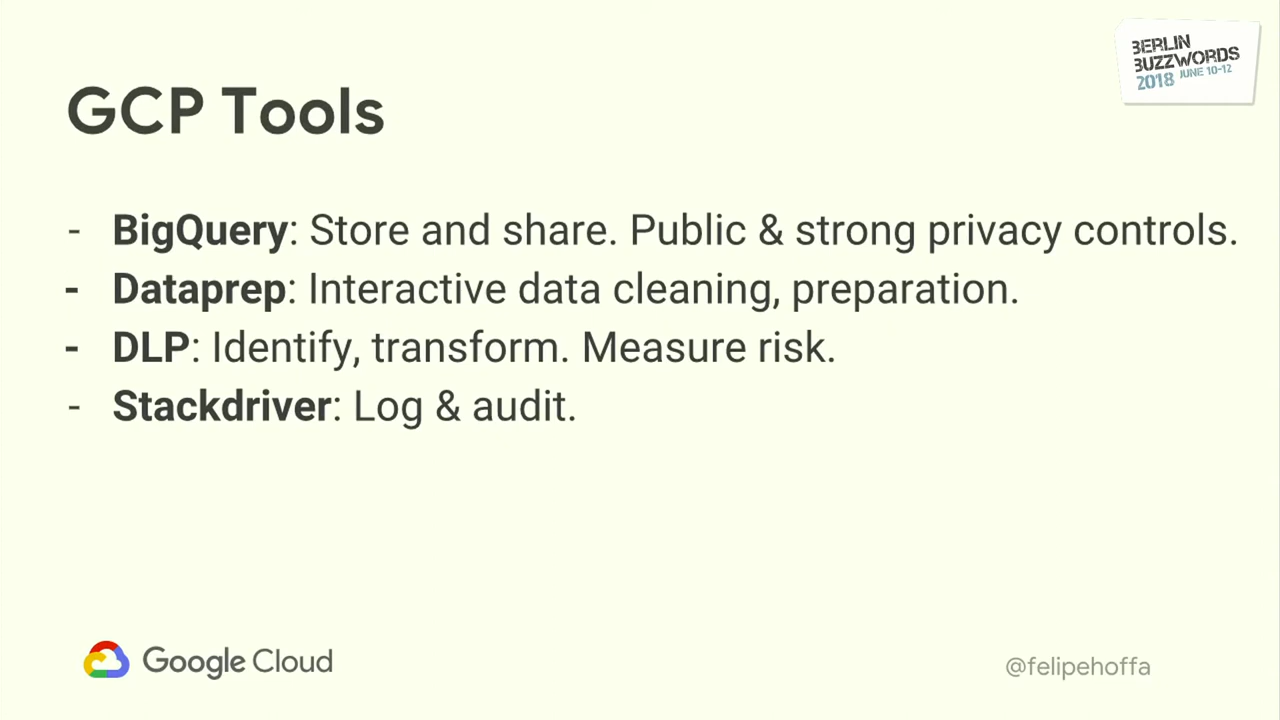 BERLIN
BUZZWORDS
2018 JUNE 10-12
GCP Tools
- BigQuery: Store and share. Public & strong privacy controls.
- Dataprep: Interactive data cleaning, preparation.
- DLP: Identify, transform. Measure risk.
- Stackdriver: Log & audit.
Google Cloud
@felipehoffa